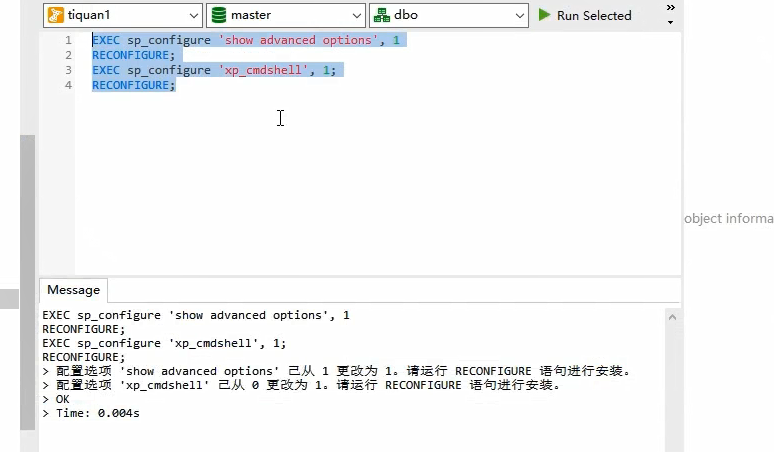 tiquan1 master dbo Run Selected
1 EXEC sp_configure 'show advanced options', 1
2 RECONFIGURE;
3 EXEC sp_configure 'xp_cmdshell', 1;
4 RECONFIGURE;
object informa
Message
EXEC sp_configure 'show advanced options', 1
RECONFIGURE;
EXEC sp_configure 'xp_cmdshell', 1;
RECONFIGURE;
> 配置选项 'show advanced options' 已从 1 更改为 1。请运行 RECONFIGURE 语句进行安装。
> 配置选项 'xp_cmdshell' 已从 0 更改为 1。请运行 RECONFIGURE 语句进行安装。
> OK
> Time: 0.004s